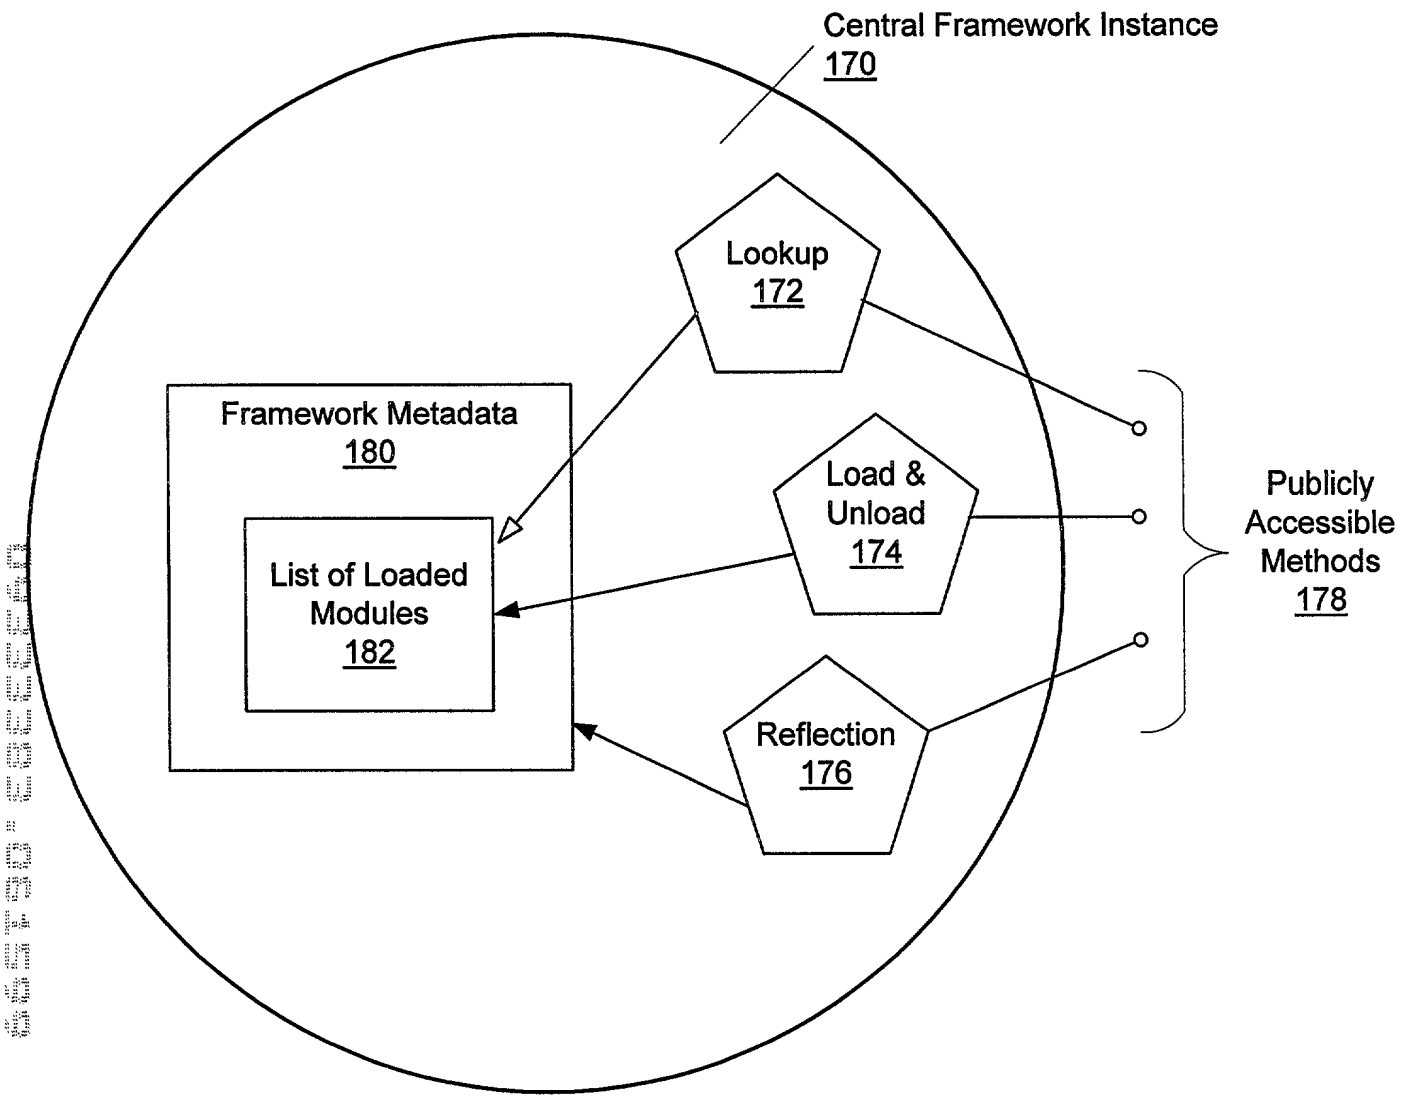 Central Framework Instance
170
Lookup
172
Framework Metadata
180
Load &
Unload
174
List of Loaded
Modules
182
Reflection
176
Publicly
Accessible
Methods
178